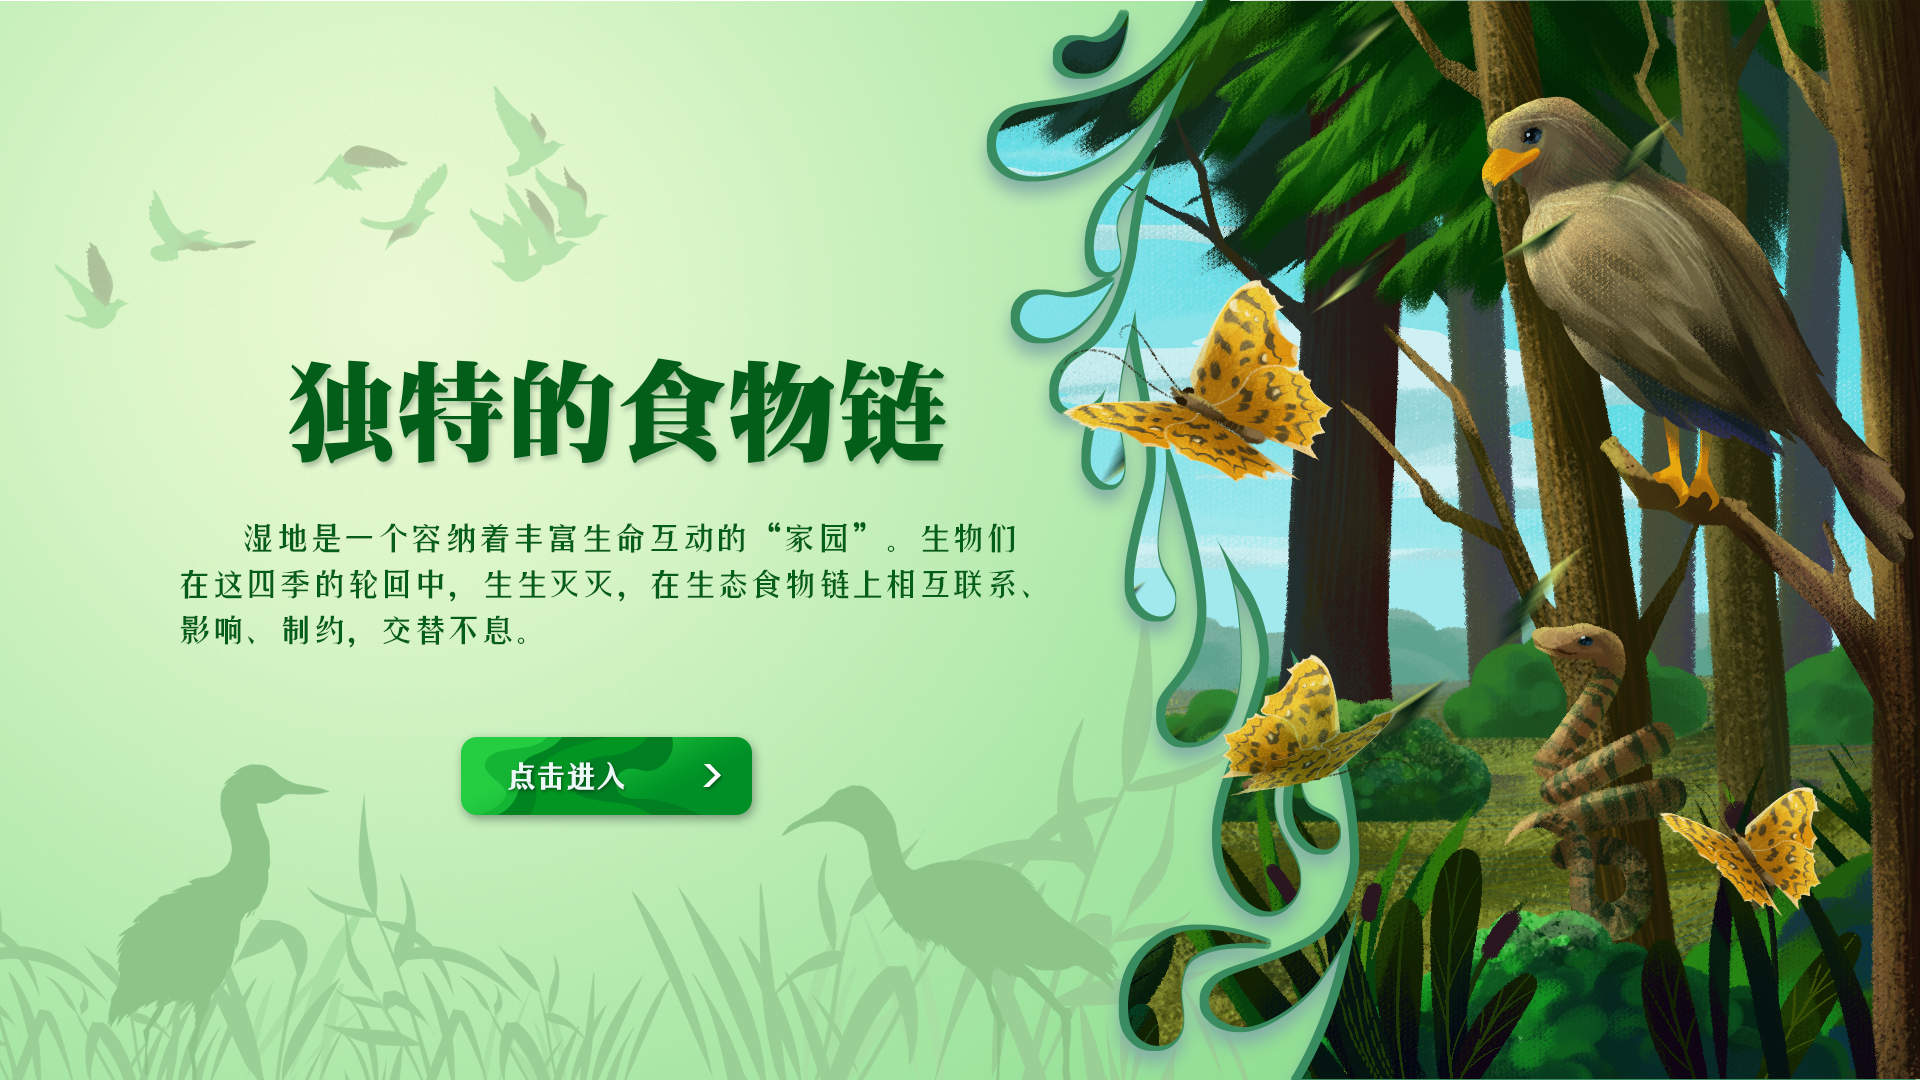 独特的食物链
湿地是一个容纳着丰富生命互动的“家园”。生物们
在这四季的轮回中，生生灭灭，在生态食物链上相互联系、
影响、制约，交替不息。
点击进入